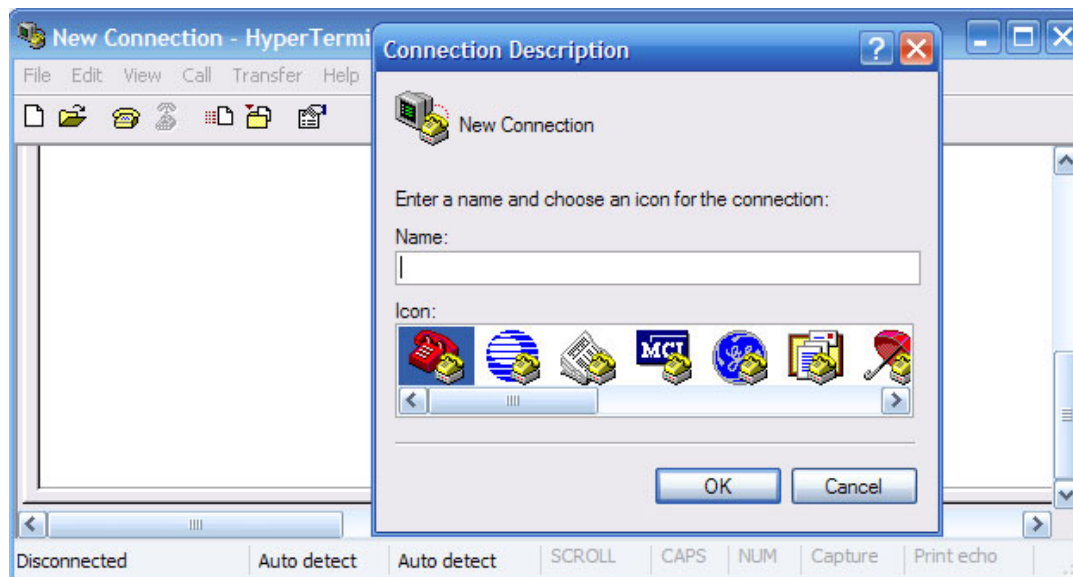 New Connection - HyperTermi
File Edit View Call Transfer Help
Connection Description
New Connection
Enter a name and choose an icon for the connection:
Name:
Icon:
MCI
OK Cancel
Disconnected Auto detect Auto detect SCROLL CAPS NUM Capture Print echo